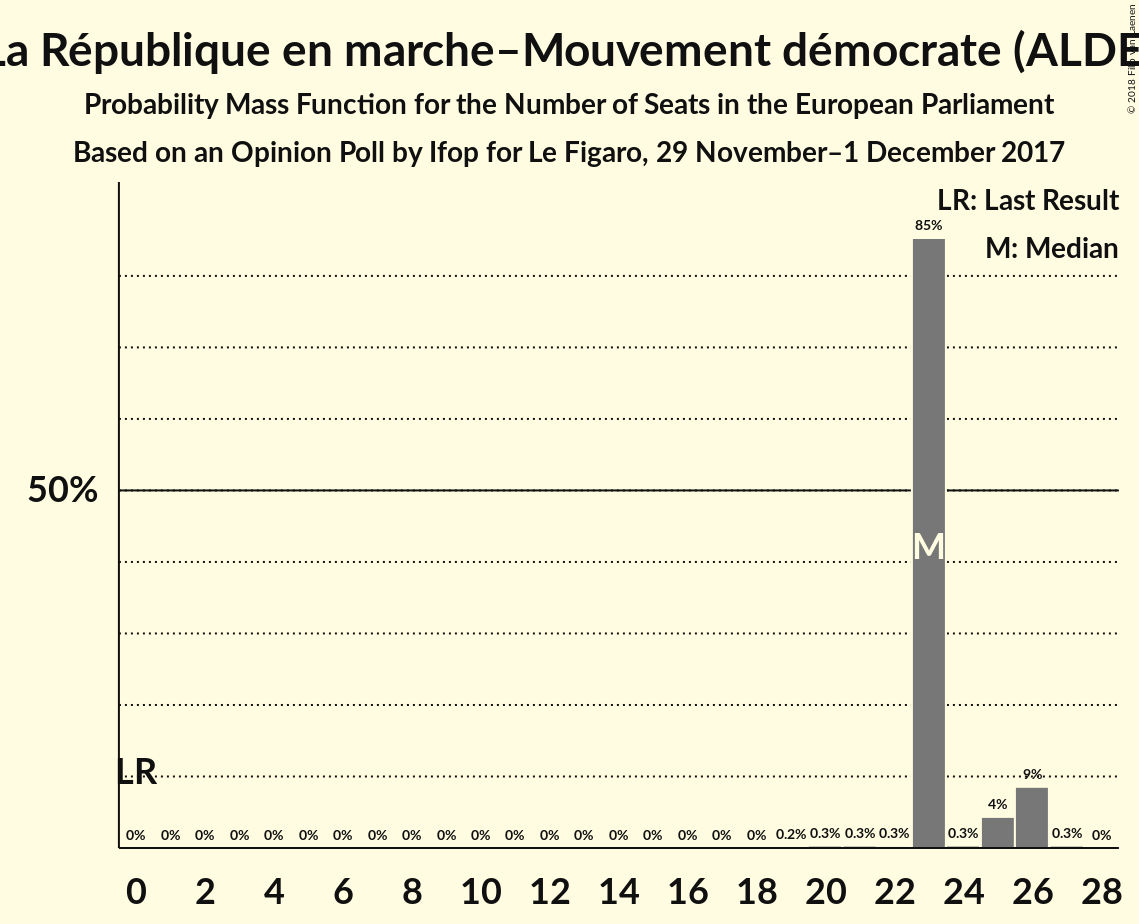 La République en marche–Mouvement démocrate (ALDE
Probability Mass Function for the Number of Seats in the European Parliament
Based on an Opinion Poll by Ifop for Le Figaro, 29 November–1 December 2017
© 2018 Filip van Laenen
LR: Last Result
M: Median
85%
50%
M
LR
0% 0% 0% 0% 0% 0% 0% 0% 0% 0% 0% 0% 0% 0% 0% 0% 0% 0% 0% 0.2% 0.3% 0.3% 0.3% 0.3% 4% 9% 0.3% 0%
0 2 4 6 8 10 12 14 16 18 20 22 24 26 28